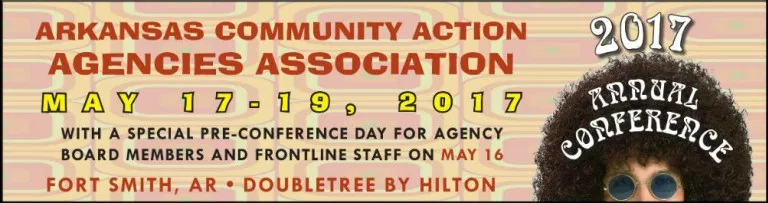 ARKANSAS COMMUNITY ACTION
AGENCIES ASSOCIATION
MAY 17-19, 2017
WITH A SPECIAL PRE-CONFERENCE DAY FOR AGENCY
BOARD MEMBERS AND FRONTLINE STAFF ON MAY 16
FORT SMITH, AR • DOUBLETREE BY HILTON
2017
ANNUAL
CONFERENCE